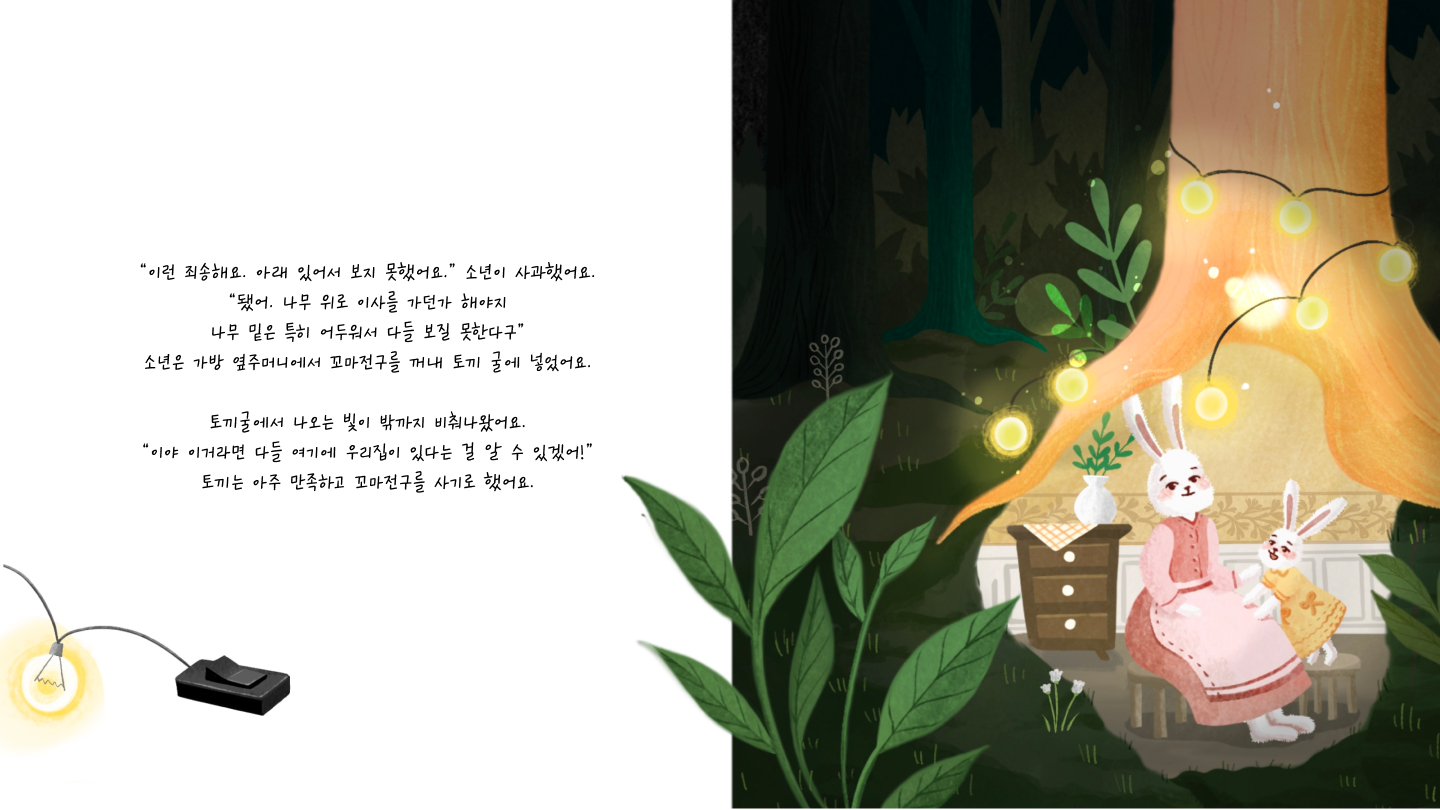 “이런 죄송해요. 아래 있어서 보지 못했어요.” 소년이 사과했어요.
“됐어. 나무 위로 이사를 가던가 해야지
나무 밑은 특히 어두워서 다들 보질 못한다구”
소년은 가방 옆주머니에서 꼬마전구를 꺼내 토끼 굴에 넣었어요.
토끼굴에서 나오는 빛이 밖까지 비춰나왔어요.
“이야 이거라면 다들 여기에 우리집이 있다는 걸 알 수 있겠어!”
토끼는 아주 만족하고 꼬마전구를 사기로 했어요.